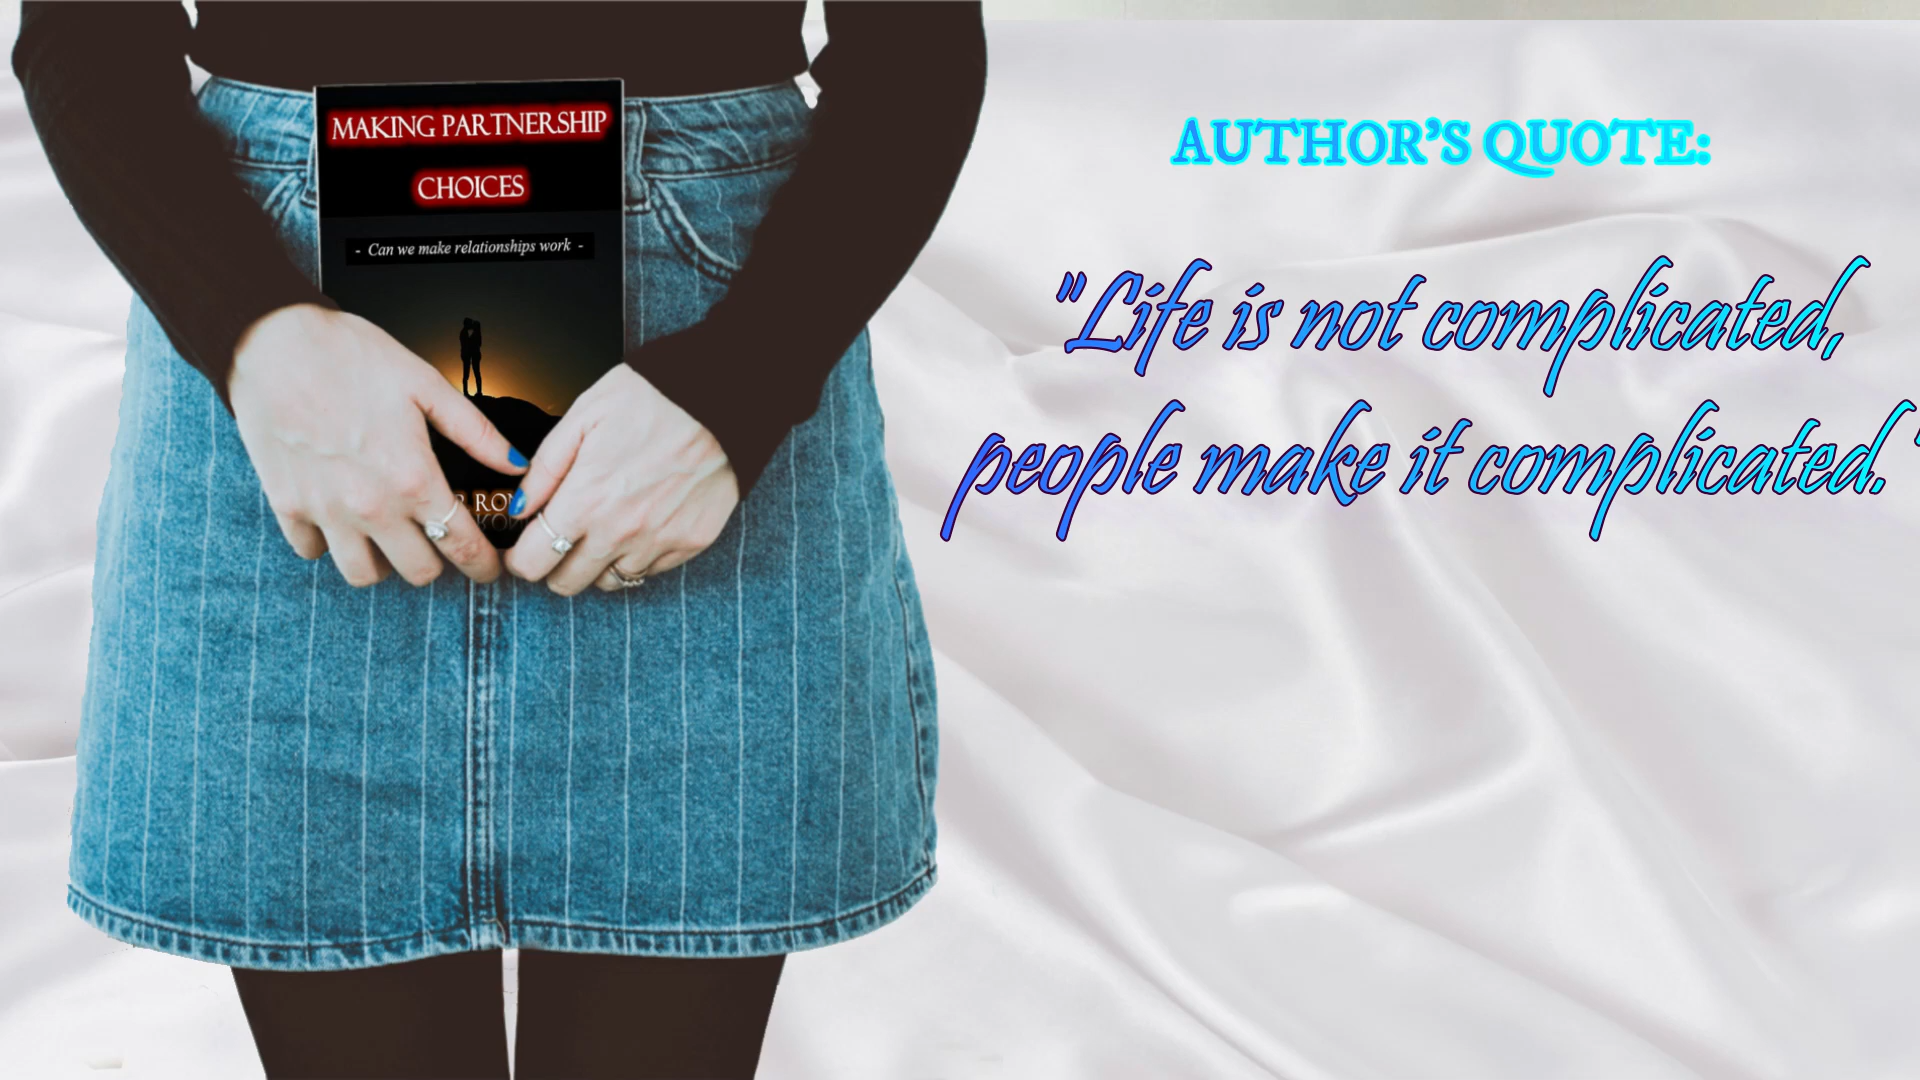 MAKING PARTNERSHIP
CHOICES
- Can we make relationships work -
AUTHOR'S QUOTE:
"Life is not complicated,
people make it complicated."